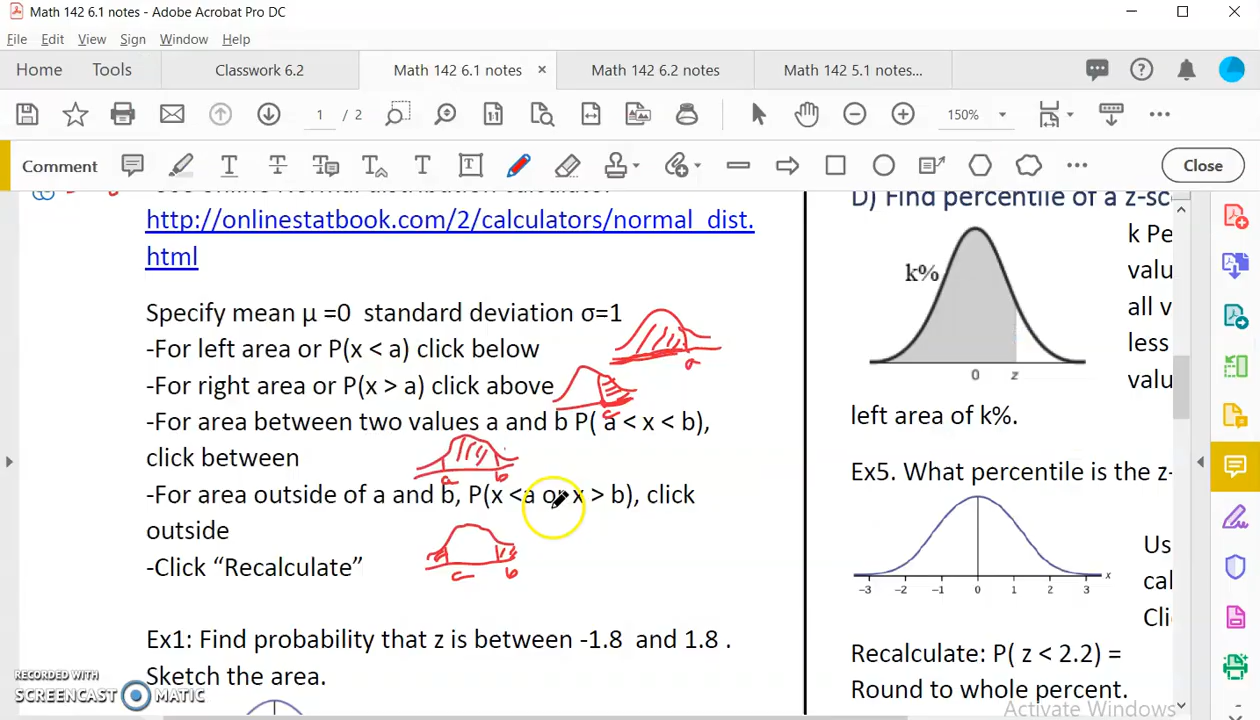 Math 142 6.1 notes - Adobe Acrobat Pro DC
File Edit View Sign Window Help
Home Tools Classwork 6.2 Math 142 6.1 notes × Math 142 6.2 notes Math 142 5.1 notes...
1 / 2 150%
Comment Close
http://onlinestatbook.com/2/calculators/normal_dist.
html
Specify mean μ =0 standard deviation σ=1
-For left area or P(x < a) click below
a
-For right area or P(x > a) click above
-For area between two values a and b P( a < x < b),
click between
a b
-For area outside of a and b, P(x <a or x > b), click
outside
-Click “Recalculate”
b
Ex1: Find probability that z is between -1.8 and 1.8 .
Sketch the area.
D) Find percentile of a z-sc
k Pe
k% valu
all v
less
0 z valu
left area of k%.
Ex5. What percentile is the z-
Us
cal
-3 -2 -1 0 1 2 3 x
Cli
Recalculate: P( z < 2.2) =
Round to whole percent.
Activate Windows
RECORDED WITH
SCREENCAST MATIC